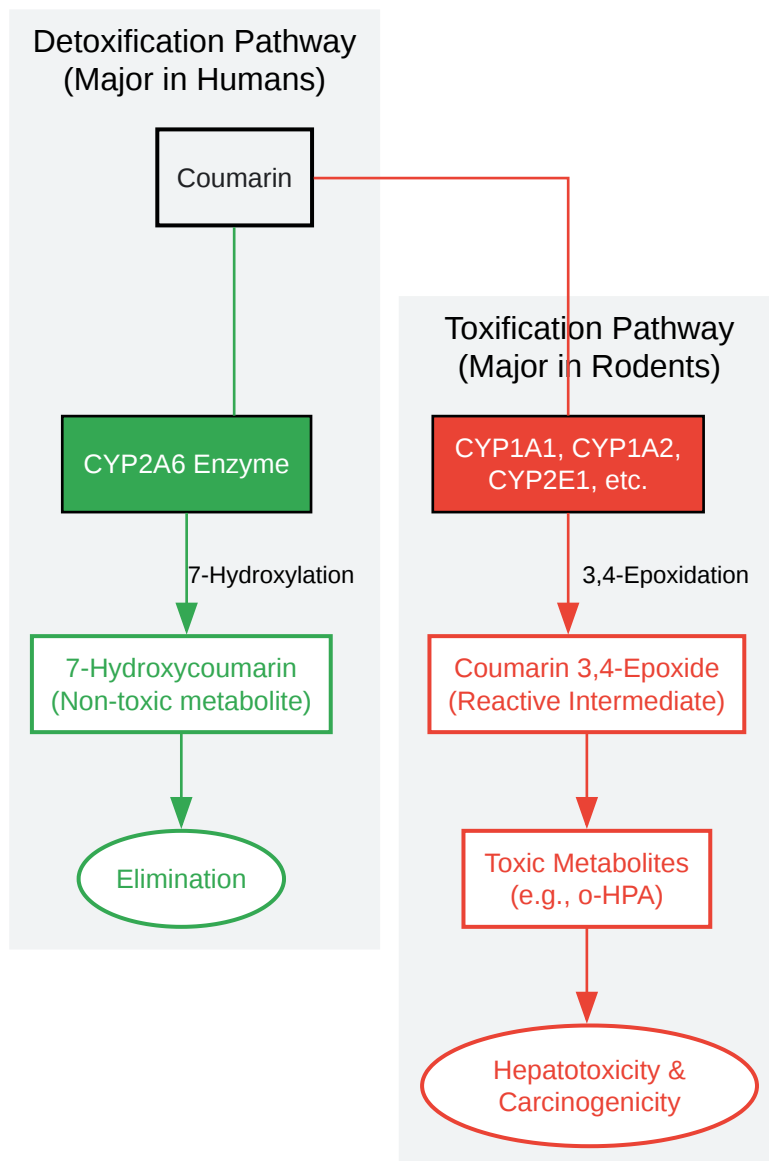 Detoxification Pathway
(Major in Humans)
Coumarin
CYP2A6 Enzyme
7-Hydroxylation
7-Hydroxycoumarin
(Non-toxic metabolite)
Elimination
Toxification Pathway
(Major in Rodents)
CYP1A1, CYP1A2,
CYP2E1, etc.
3,4-Epoxidation
Coumarin 3,4-Epoxide
(Reactive Intermediate)
Toxic Metabolites
(e.g., o-HPA)
Hepatotoxicity &
Carcinogenicity